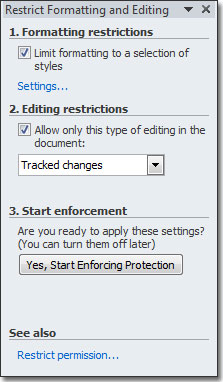 Restrict Formatting and Editing
1. Formatting restrictions
Limit formatting to a selection of
styles
Settings...
2. Editing restrictions
Allow only this type of editing in the
document:
Tracked changes
3. Start enforcement
Are you ready to apply these settings?
(You can turn them off later)
Yes, Start Enforcing Protection
See also
Restrict permission...